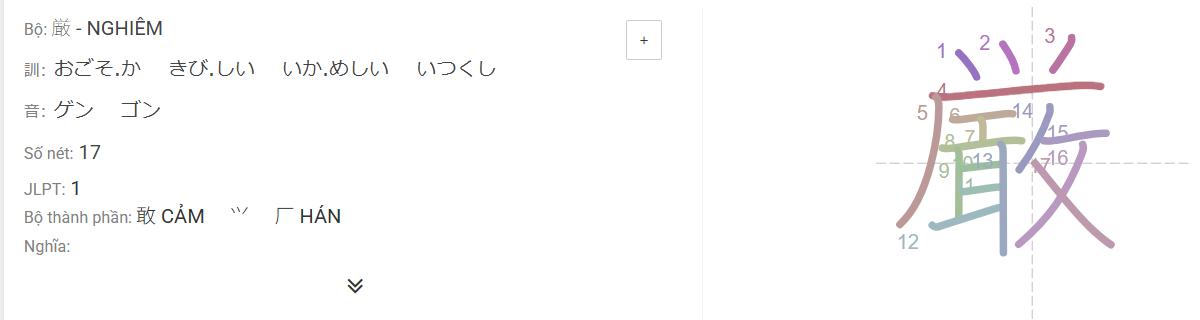 Bộ: 厳 - NGHIÊM
+
訓: おごそ.か きび.しい いか.めしい いつくし
音: ゲン ゴン
Số nét: 17
JLPT: 1
Bộ thành phần: 敢 CẢM ⺍ 厂 HÁN
Nghĩa:
厳
1
2
3
4
5
6
14
7
15
8
10
13
16
17
9
1
12